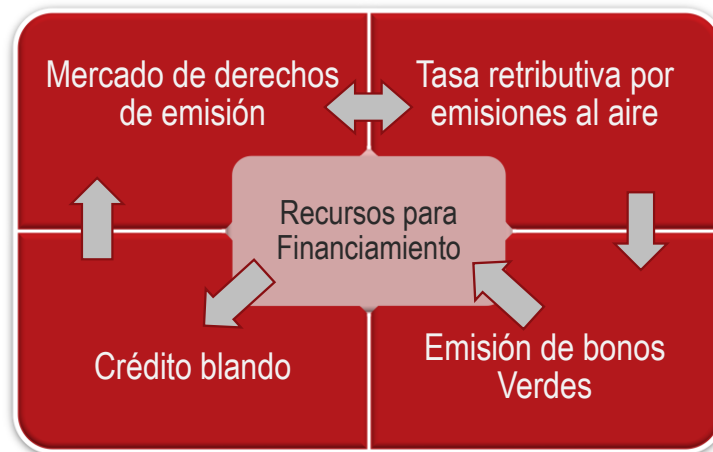 Mercado de derechos
de emisión
Tasa retributiva por
emisiones al aire
Recursos para
Financiamiento
Crédito blando
Emisión de bonos
Verdes